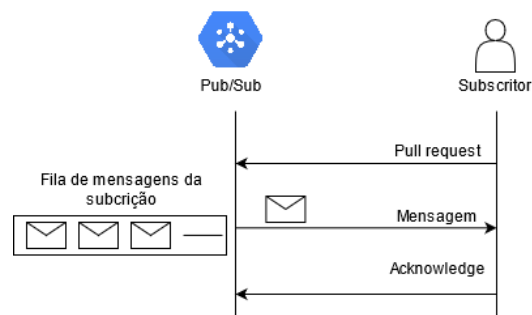 Pub/Sub
Subscritor
Pull request
Fila de mensagens da
subcrição
Mensagem
Acknowledge